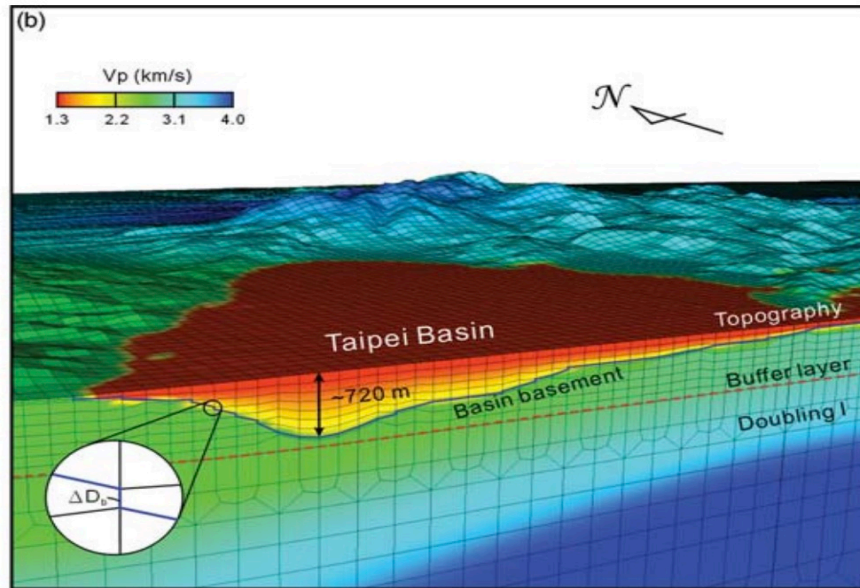 (b)
Vp (km/s)
1.3 2.2 3.1 4.0
N
Taipei Basin
Topography
~720 m
Basin basement
Buffer layer
Doubling I
ΔD_b